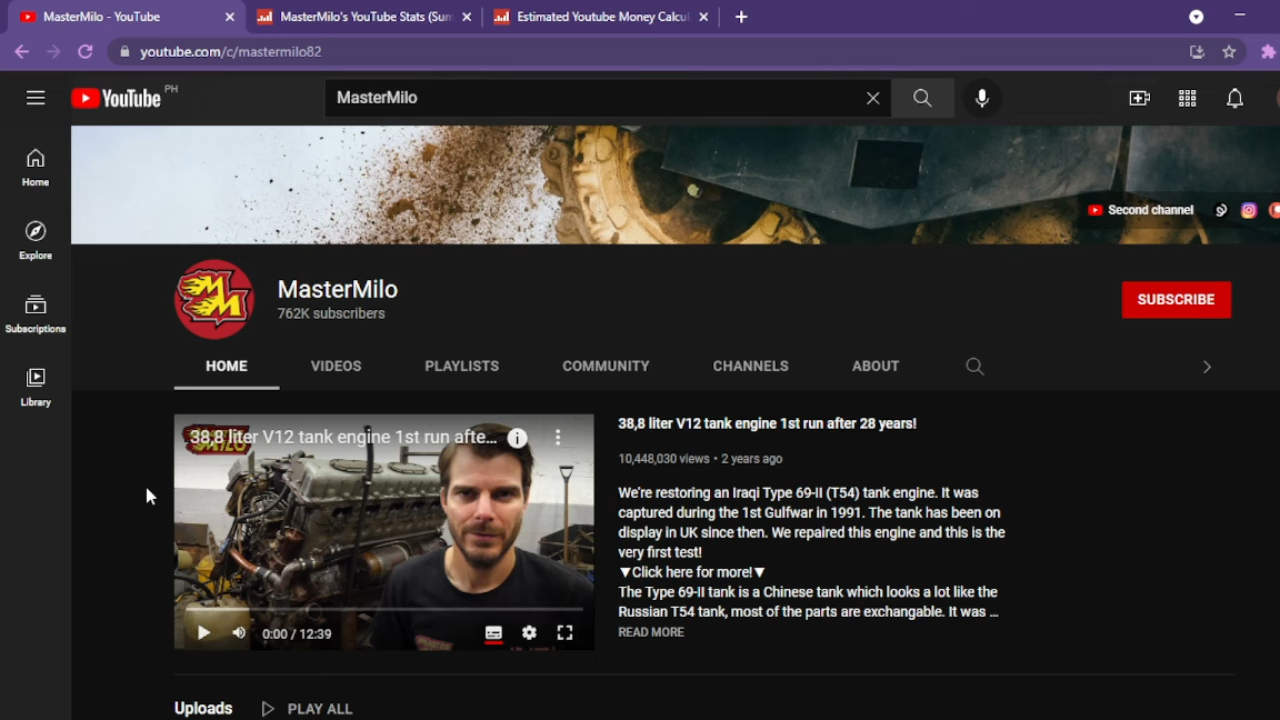 MasterMilo - YouTube
MasterMilo's YouTube Stats (Sum
Estimated Youtube Money Calcul
youtube.com/c/mastermilo82
YouTube PH
MasterMilo
Home
Explore
Subscriptions
Library
Second channel
MM
MasterMilo
762K subscribers
SUBSCRIBE
HOME
VIDEOS
PLAYLISTS
COMMUNITY
CHANNELS
ABOUT
MILO
38,8 liter V12 tank engine 1st run afte...
0:00 / 12:39
38,8 liter V12 tank engine 1st run after 28 years!
10,448,030 views • 2 years ago
We're restoring an Iraqi Type 69-II (T54) tank engine. It was
captured during the 1st Gulfwar in 1991. The tank has been on
display in UK since then. We repaired this engine and this is the
very first test!
▼Click here for more!▼
The Type 69-II tank is a Chinese tank which looks a lot like the
Russian T54 tank, most of the parts are exchangable. It was ...
READ MORE
Uploads
PLAY ALL